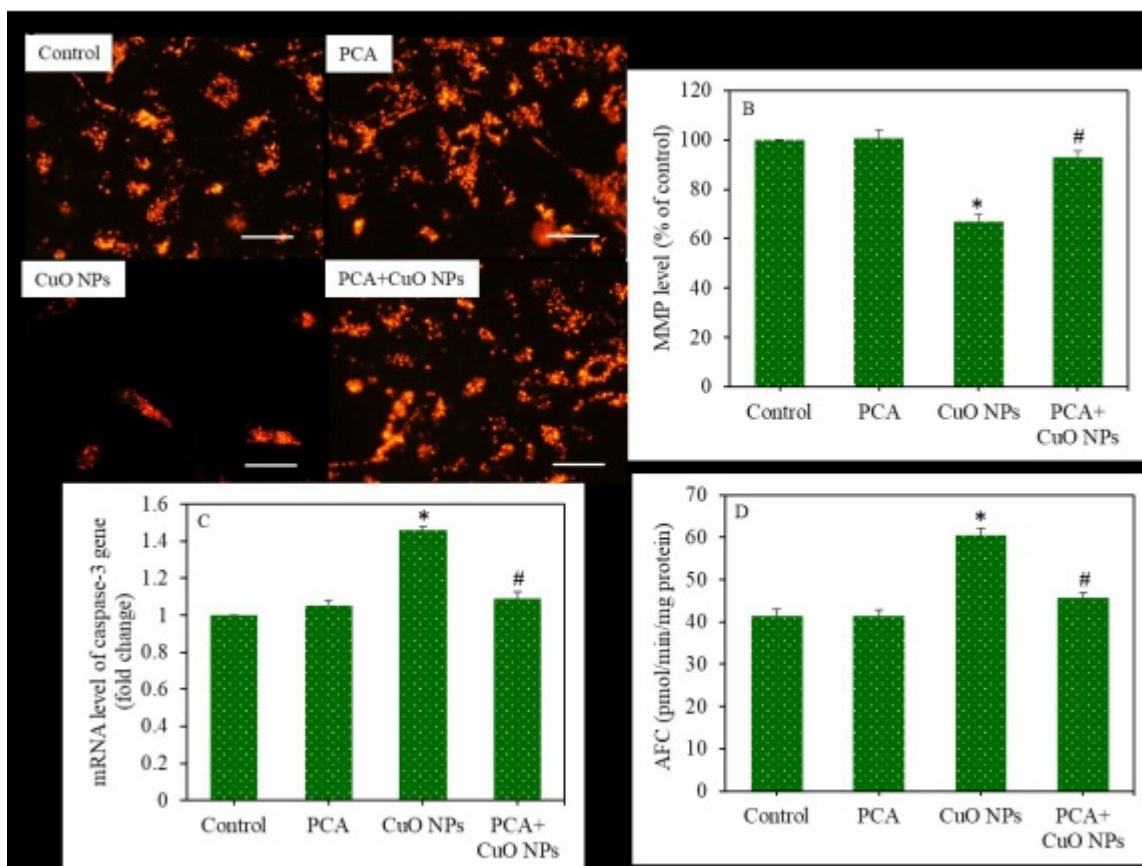 Control
PCA
CuO NPs
PCA+CuO NPs
B
MMP level (% of control)
120
100
80
60
40
20
0
Control
PCA
CuO NPs
PCA+
CuO NPs
*
#
C
mRNA level of caspase-3 gene
(fold change)
1.6
1.4
1.2
1
0.8
0.6
0.4
0.2
0
Control
PCA
CuO NPs
PCA+
CuO NPs
*
#
D
AFC (pmol/min/mg protein)
70
60
50
40
30
20
10
0
Control
PCA
CuO NPs
PCA+
CuO NPs
*
#